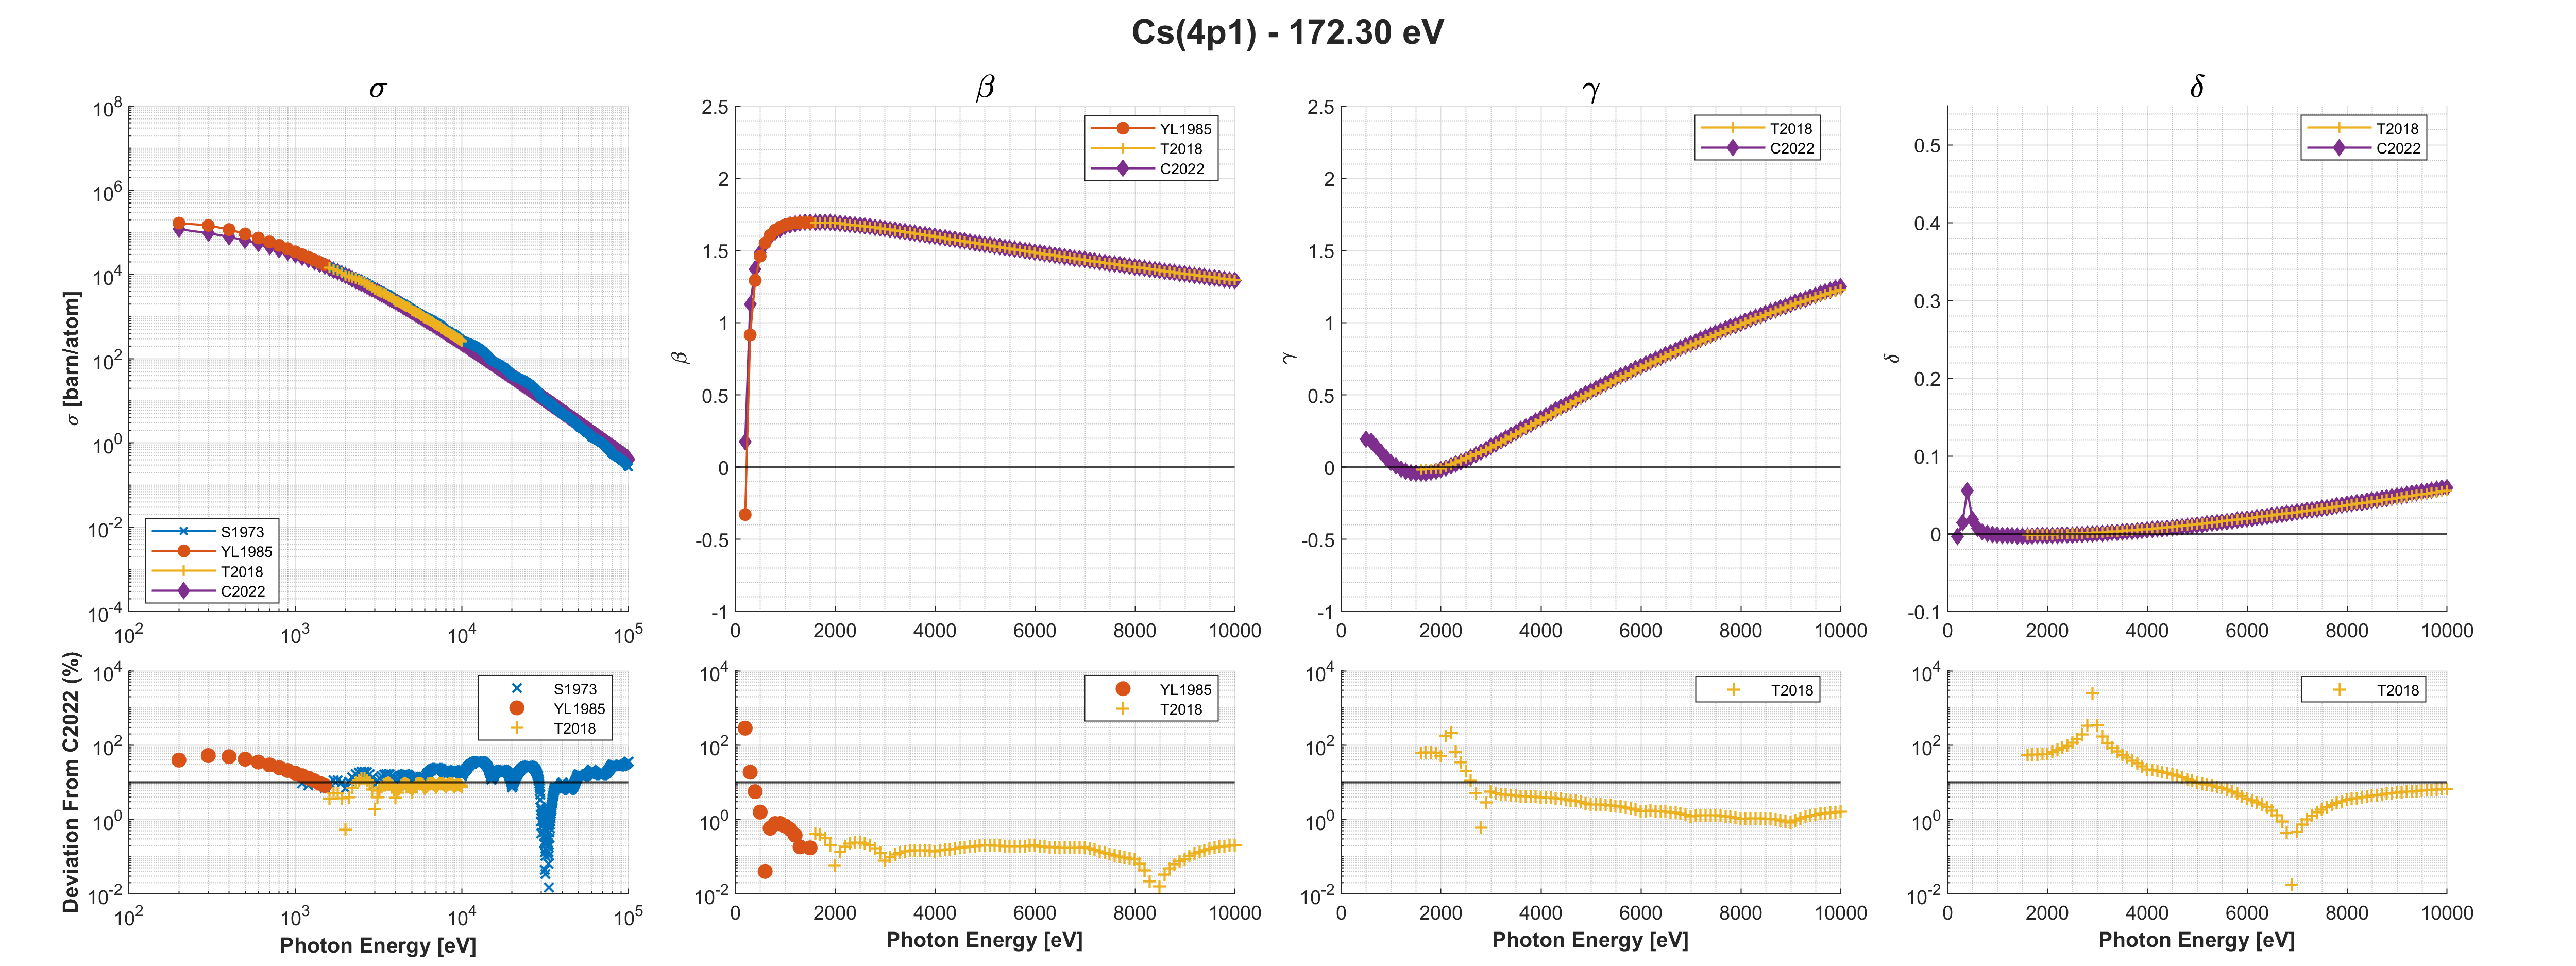 Cs(4p1) - 172.30 eV
σ
σ [barn/atom]
10^8
10^6
10^4
10^2
10^0
10^-2
10^-4
10^2
10^3
10^4
10^5
S1973
YL1985
T2018
C2022
β
β
2.5
2
1.5
1
0.5
0
-0.5
-1
0
2000
4000
6000
8000
10000
YL1985
T2018
C2022
γ
γ
2.5
2
1.5
1
0.5
0
-0.5
-1
0
2000
4000
6000
8000
10000
T2018
C2022
δ
δ
0.5
0.4
0.3
0.2
0.1
0
-0.1
0
2000
4000
6000
8000
10000
T2018
C2022
Deviation From C2022 (%)
10^4
10^2
10^0
10^-2
10^2
10^3
10^4
10^5
Photon Energy [eV]
S1973
YL1985
T2018
10^4
10^2
10^0
10^-2
0
2000
4000
6000
8000
10000
Photon Energy [eV]
YL1985
T2018
10^4
10^2
10^0
10^-2
0
2000
4000
6000
8000
10000
Photon Energy [eV]
T2018
10^4
10^2
10^0
10^-2
0
2000
4000
6000
8000
10000
Photon Energy [eV]
T2018